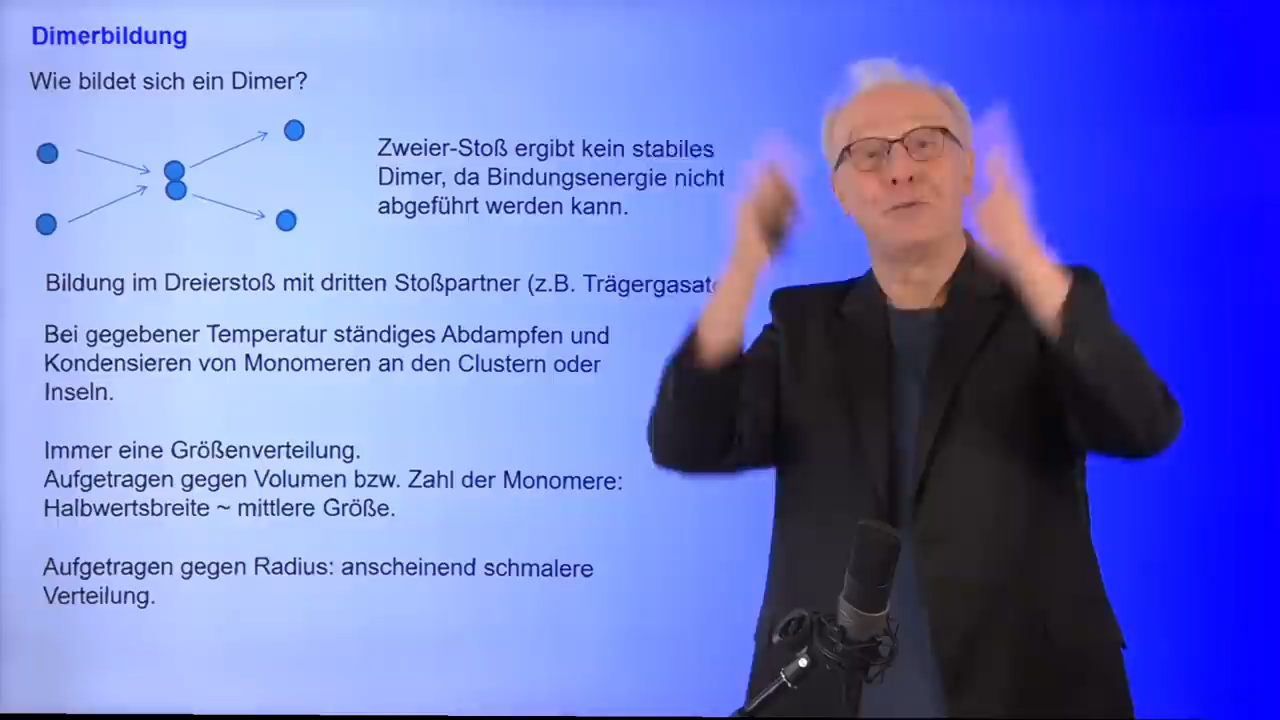 Dimerbildung
Wie bildet sich ein Dimer?
Zweier-Stoß ergibt kein stabiles
Dimer, da Bindungsenergie nicht
abgeführt werden kann.
Bildung im Dreierstoß mit dritten Stoßpartner (z.B.
Bei gegebener Temperatur ständiges Abdampfen und
Kondensieren von Monomeren an den Clustern oder
Inseln.
Immer eine Größenverteilung.
Aufgetragen gegen Volumen bzw. Zahl der Monomere:
Halbwertsbreite ~ mittlere Größe.
Aufgetragen gegen Radius: anscheinend schmalere
Verteilung.